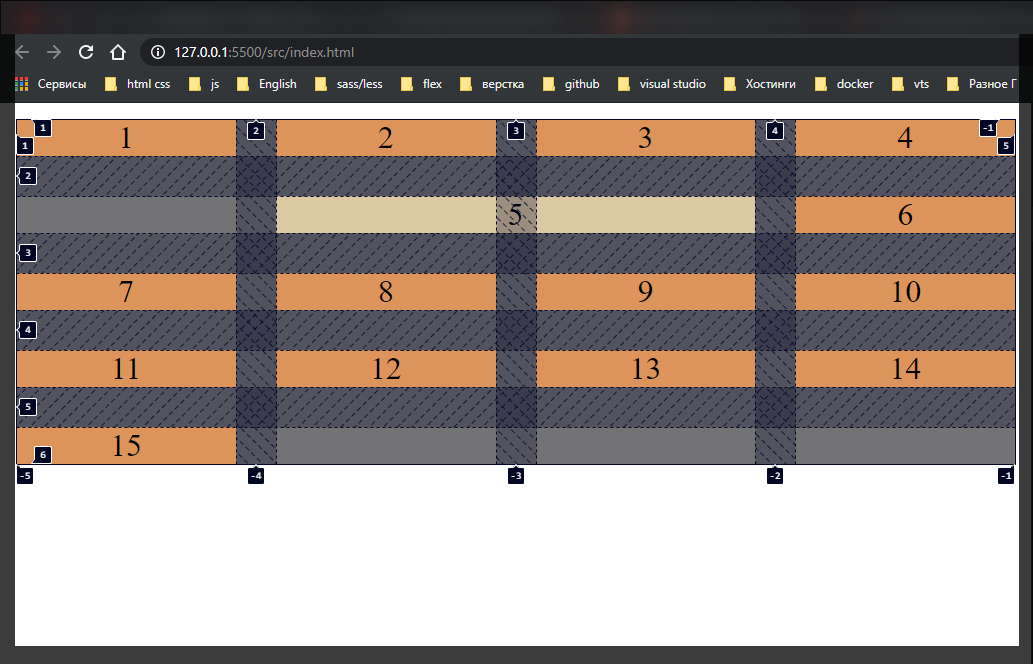 127.0.0.1:5500/src/index.html
Сервисы html css js English sass/less flex верстка github visual studio Хостинги docker vts Разное Г
1 2 3 4 -1
1 1 2 3 4 5
2
5 6
3
7 8 9 10
4
11 12 13 14
5
15
6
-5 -4 -3 -2 -1